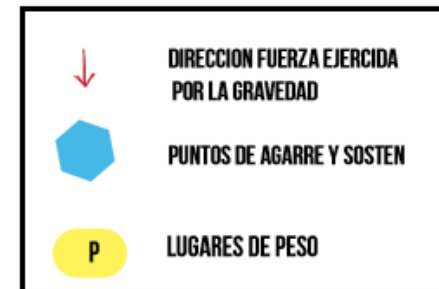 DIRECCION FUERZA EJERCIDA
POR LA GRAVEDAD
PUNTOS DE AGARRE Y SOSTEN
P LUGARES DE PESO